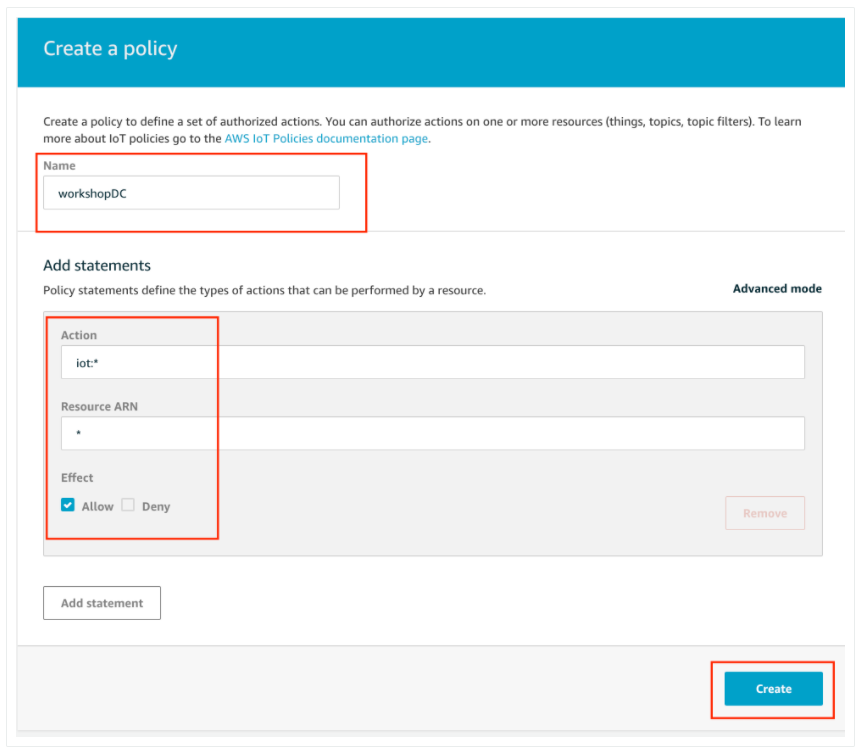 Create a policy
Create a policy to define a set of authorized actions. You can authorize actions on one or more resources (things, topics, topic filters). To learn
more about IoT policies go to the AWS IoT Policies documentation page.
Name
workshopDC
Add statements
Policy statements define the types of actions that can be performed by a resource.
Advanced mode
Action
iot:*
Resource ARN
*
Effect
Allow Deny
Remove
Add statement
Create